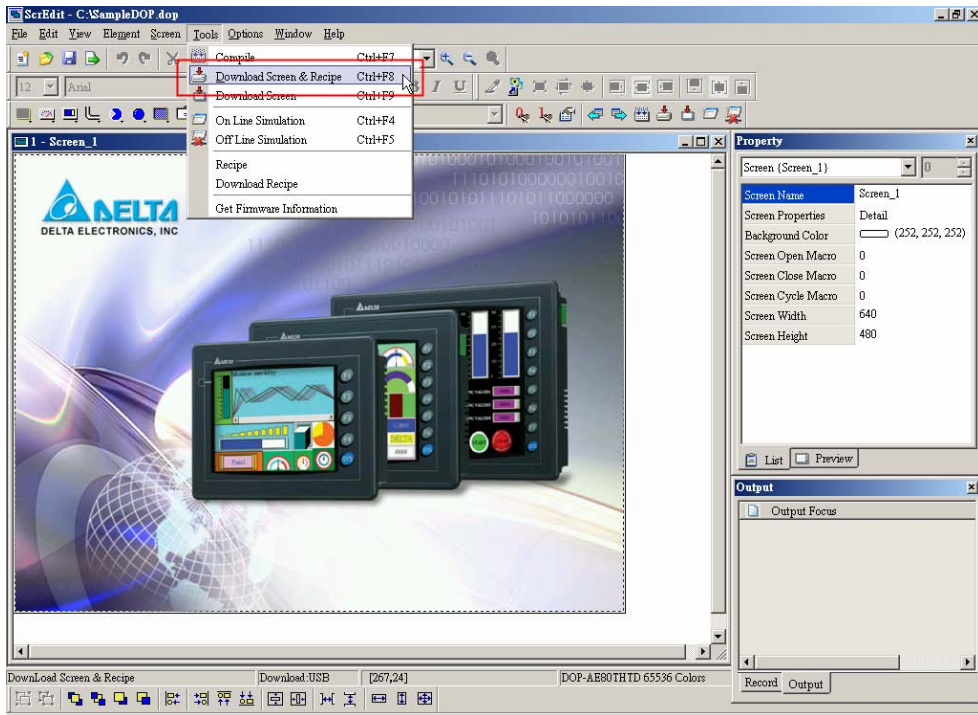 ScrEdit - C:\SampleDOP.dop
File Edit View Element Screen Tools Options Window Help
12 Arial
Compile Ctrl+F7
Download Screen & Recipe Ctrl+F8
Download Screen Ctrl+F9
On Line Simulation Ctrl+F4
Off Line Simulation Ctrl+F5
Recipe
Download Recipe
Get Firmware Information
1 - Screen_1
DELTA
DELTA ELECTRONICS, INC
Property
Screen {Screen_1} 0
Screen Name Screen_1
Screen Properties Detail
Background Color (252, 252, 252)
Screen Open Macro 0
Screen Close Macro 0
Screen Cycle Macro 0
Screen Width 640
Screen Height 480
List Preview
Output
Output Focus
Record Output
DownLoad Screen & Recipe Download:USB [267,24] DOP-AE80THTD 65536 Colors